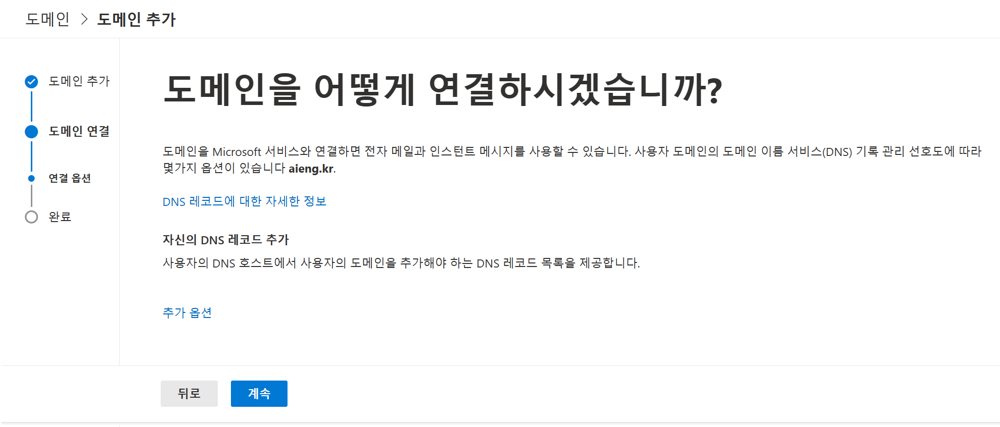 도메인 > 도메인 추가
도메인 추가
도메인 연결
연결 옵션
완료
도메인을 어떻게 연결하시겠습니까?
도메인을 Microsoft 서비스와 연결하면 전자 메일과 인스턴트 메시지를 사용할 수 있습니다. 사용자 도메인의 도메인 이름 서비스(DNS) 기록 관리 선호도에 따라
몇가지 옵션이 있습니다 aieng.kr.
DNS 레코드에 대한 자세한 정보
자신의 DNS 레코드 추가
사용자의 DNS 호스트에서 사용자의 도메인을 추가해야 하는 DNS 레코드 목록을 제공합니다.
추가 옵션
뒤로 계속